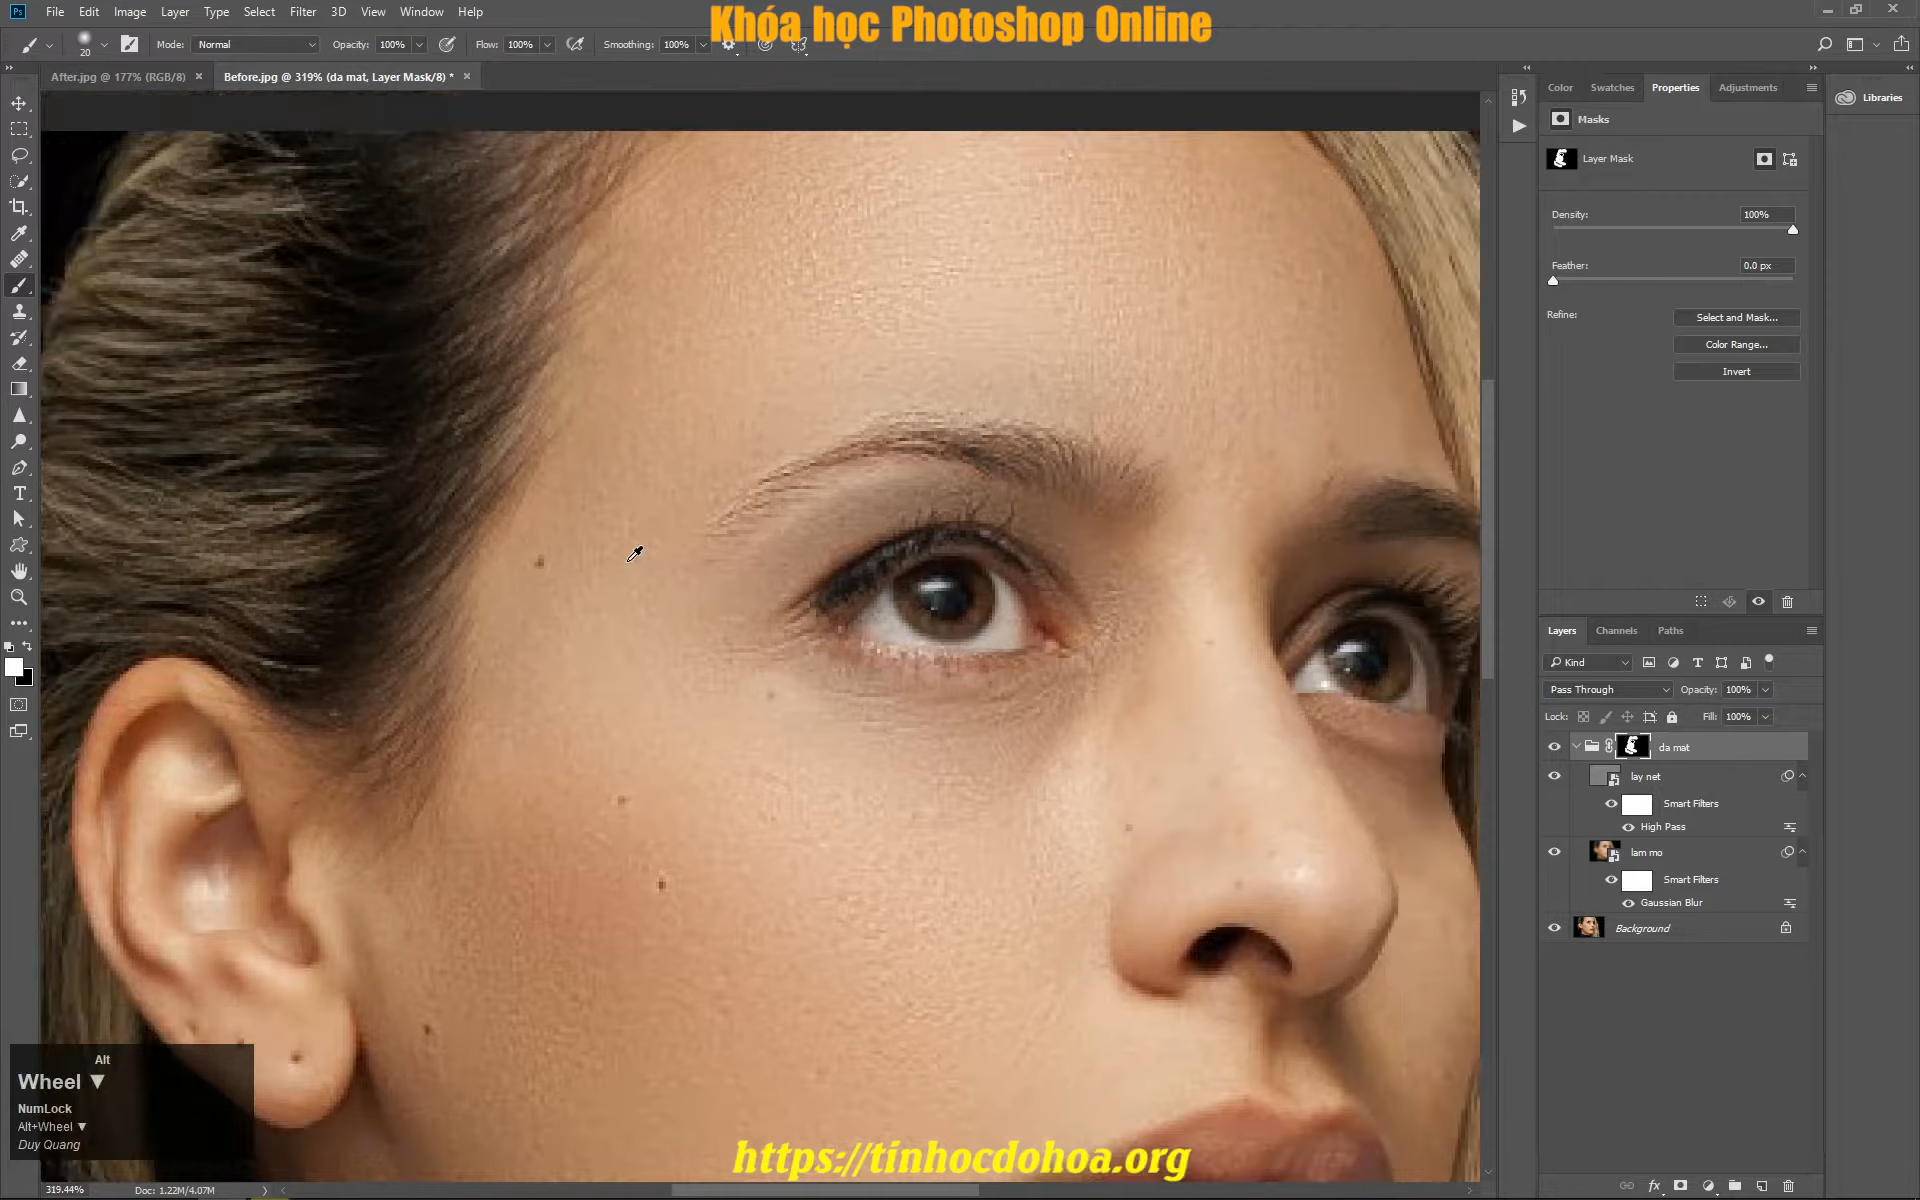 File Edit Image Layer Type Select Filter 3D View Window Help
Khóa học Photoshop Online
20 Mode: Normal Opacity: 100% Flow: 100% Smoothing: 100%
After.jpg @ 177% (RGB/8) × Before.jpg @ 319% (da mat, Layer Mask/8) * ×
Color Swatches Properties Adjustments
Libraries
Masks
Layer Mask
Density: 100%
Feather: 0.0 px
Refine: Select and Mask...
Color Range...
Invert
Layers Channels Paths
Kind
Pass Through Opacity: 100%
Lock: Fill: 100%
da mat
lay net
Smart Filters
High Pass
lam mo
Smart Filters
Gaussian Blur
Background
Alt
Wheel ▼
NumLock
Alt+Wheel ▼
Duy Quang
https://tinhocdohoa.org
319.44% Doc: 1.22M/4.07M